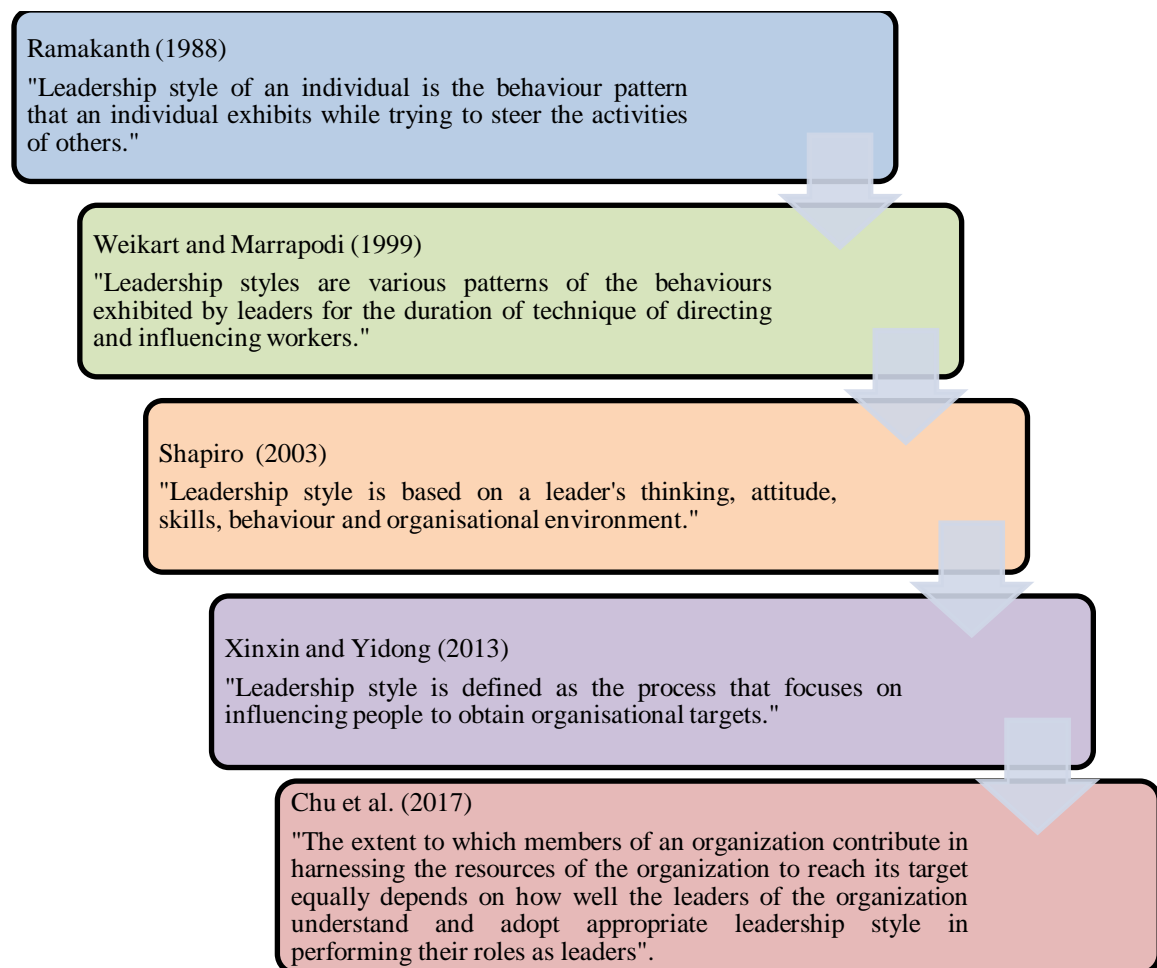 Ramakanth (1988)
"Leadership style of an individual is the behaviour pattern
that an individual exhibits while trying to steer the activities
of others."
Weikart and Marrapodi (1999)
"Leadership styles are various patterns of the behaviours
exhibited by leaders for the duration of technique of directing
and influencing workers."
Shapiro (2003)
"Leadership style is based on a leader's thinking, attitude,
skills, behaviour and organisational environment."
Xinxin and Yidong (2013)
"Leadership style is defined as the process that focuses on
influencing people to obtain organisational targets."
Chu et al. (2017)
"The extent to which members of an organization contribute in
harnessing the resources of the organization to reach its target
equally depends on how well the leaders of the organization
understand and adopt appropriate leadership style in
performing their roles as leaders".